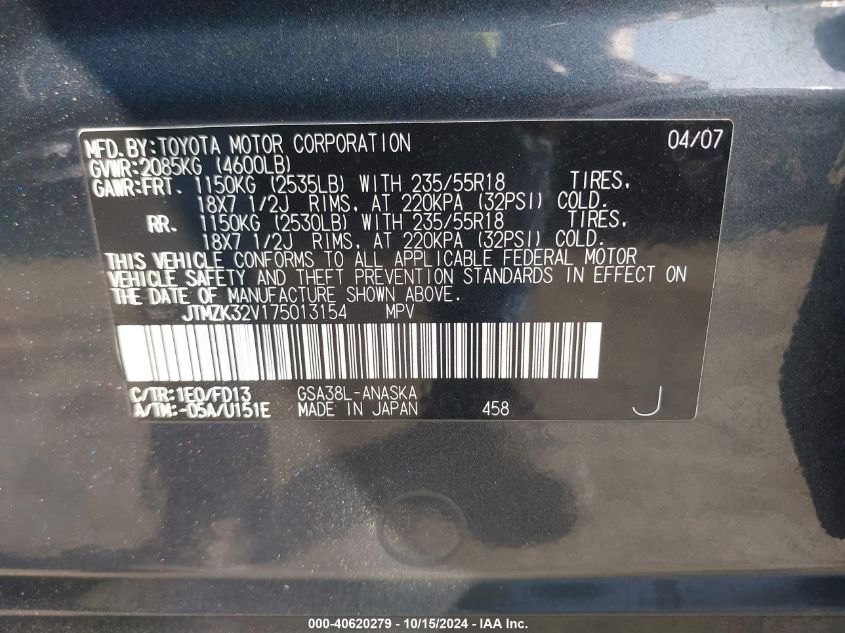 MFD.BY:TOYOTA MOTOR CORPORATION 04/07
GVWR:2085KG (4600LB)
GAWR:FRT. 1150KG (2535LB) WITH 235/55R18 TIRES,
18X7 1/2J RIMS, AT 220KPA (32PSI) COLD.
RR. 1150KG (2530LB) WITH 235/55R18 TIRES,
18X7 1/2J RIMS, AT 220KPA (32PSI) COLD.
THIS VEHICLE CONFORMS TO ALL APPLICABLE FEDERAL MOTOR
VEHICLE SAFETY AND THEFT PREVENTION STANDARDS IN EFFECT ON
THE DATE OF MANUFACTURE SHOWN ABOVE.
JTMZK32V175013154 MPV
C/TR:1E0/FD13 GSA38L-ANASKA
A/TM:-05A/U151E MADE IN JAPAN 458 J
000-40620279 - 10/15/2024 - IAA Inc.